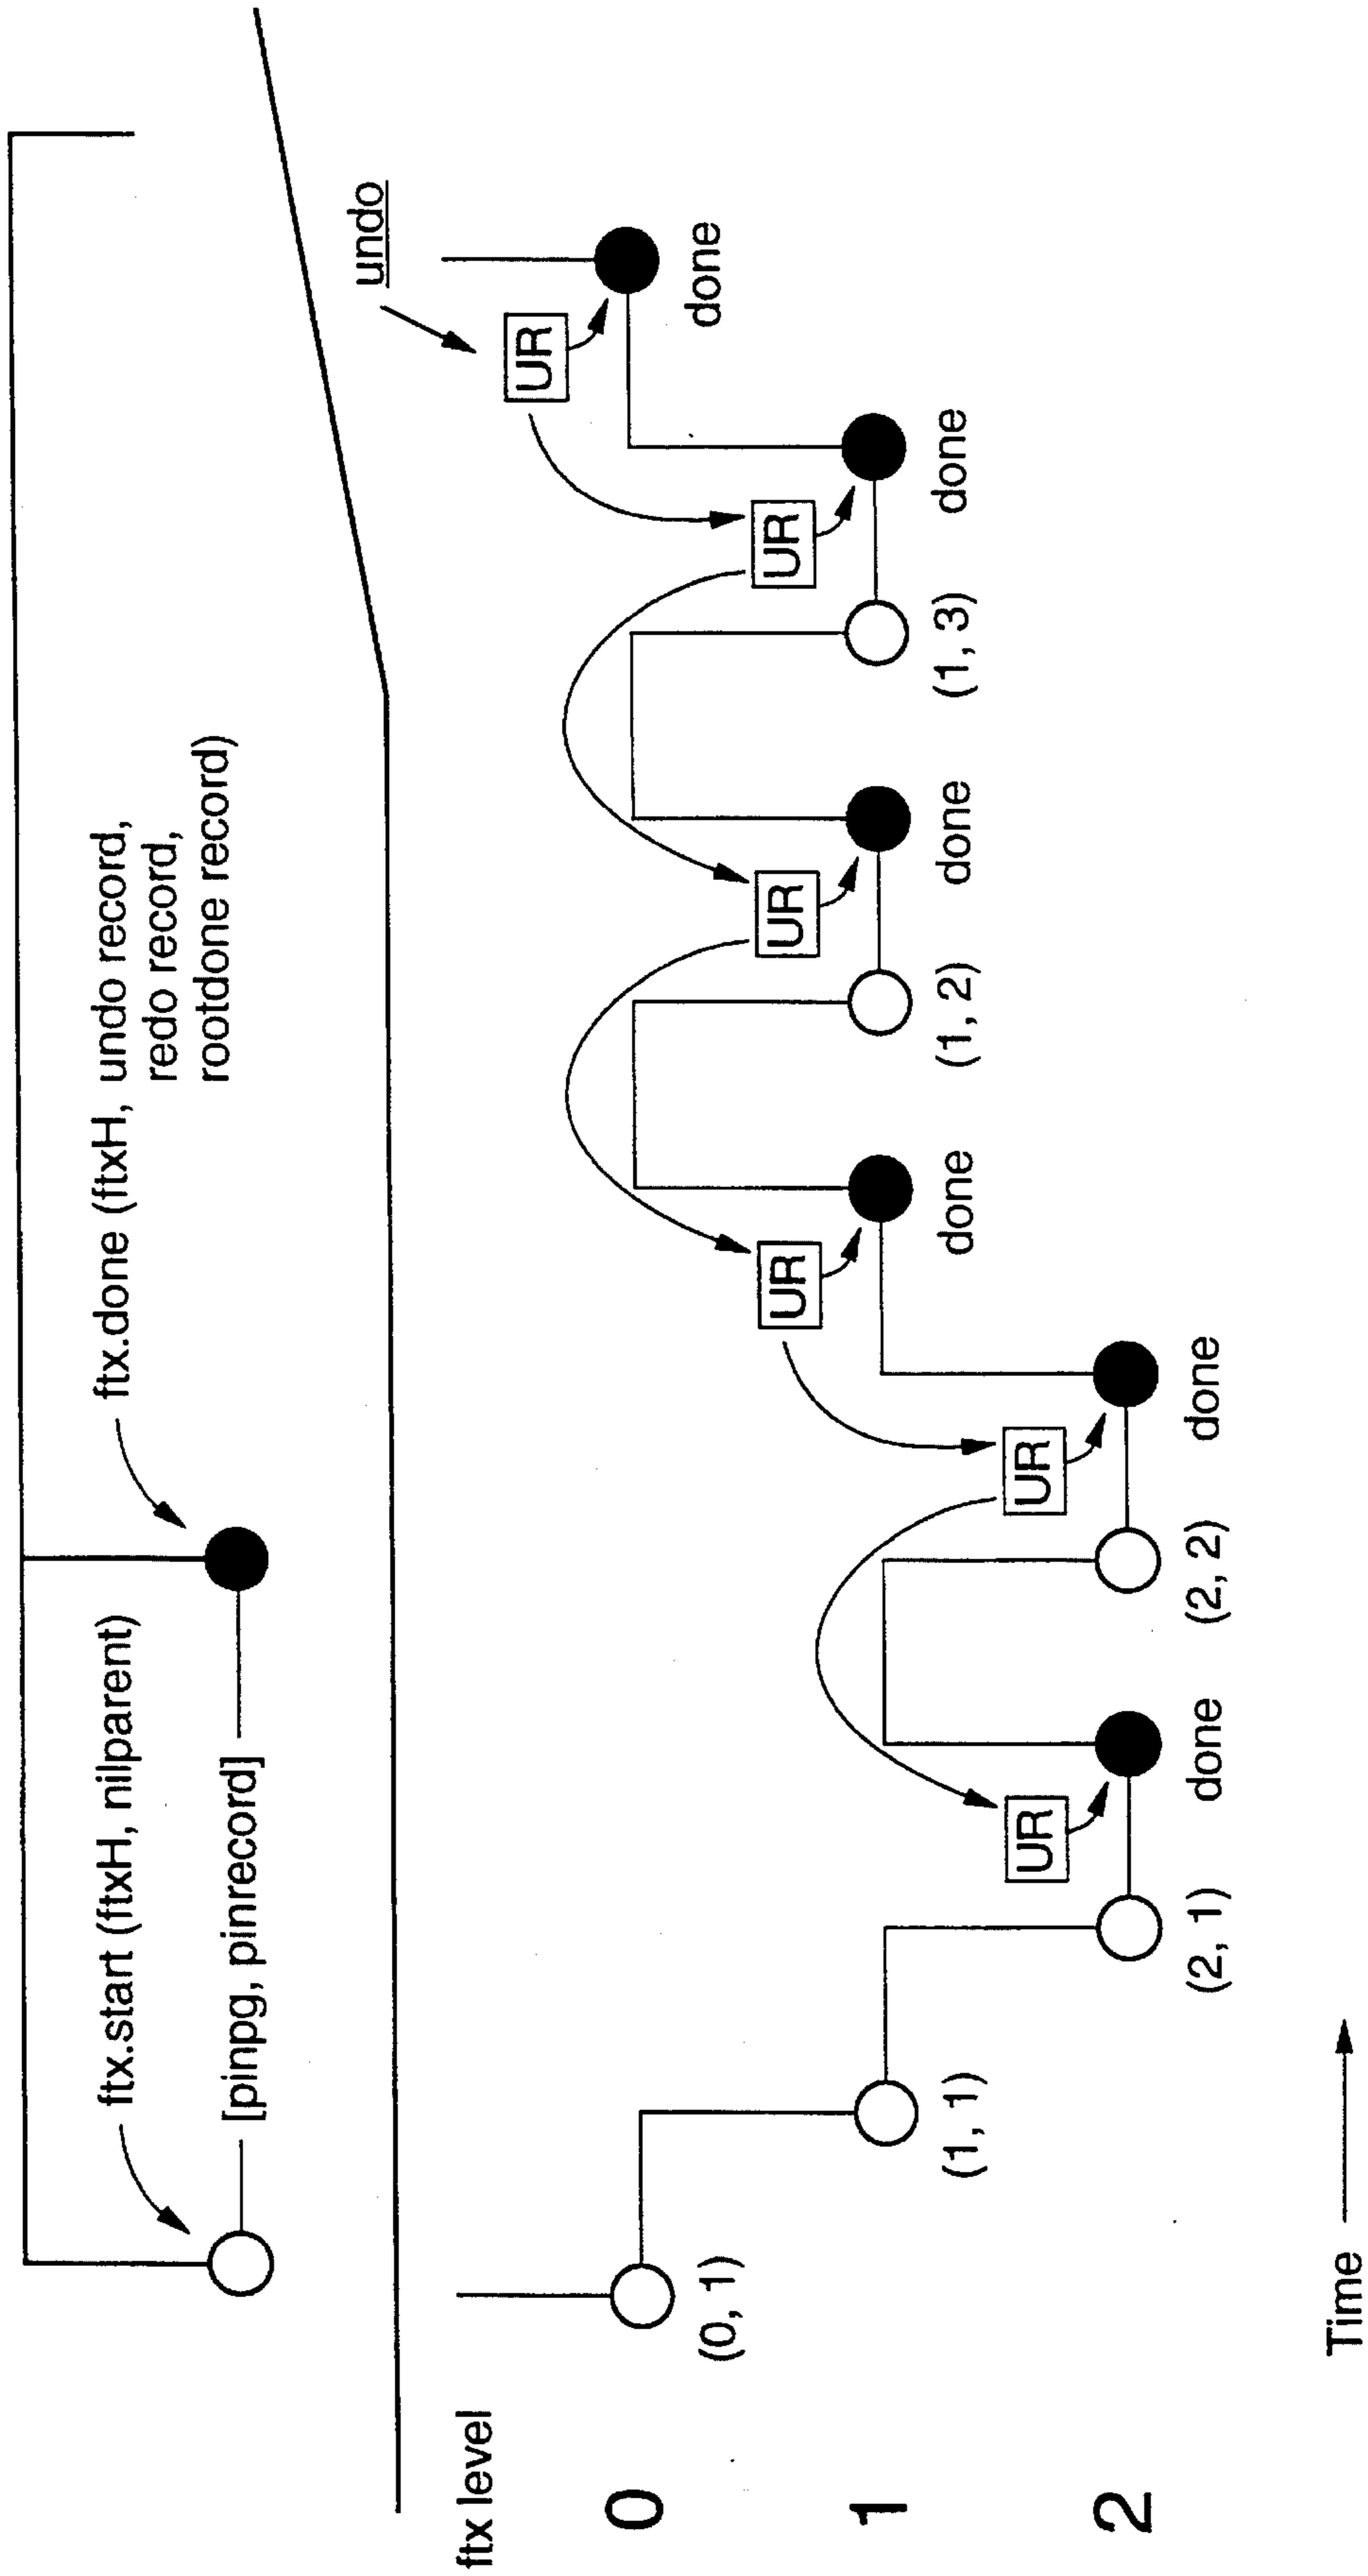 ftx.start (ftxH, nilparent)
ftx.done (ftxH, undo record,
redo record,
rootdone record)
[pinpg, pinrecord]
undo
ftx level
0
(0, 1)
UR
done
1
(1, 1)
UR
done
(1, 2)
UR
done
(1, 3)
UR
done
2
(2, 1)
UR
done
(2, 2)
UR
done
Time